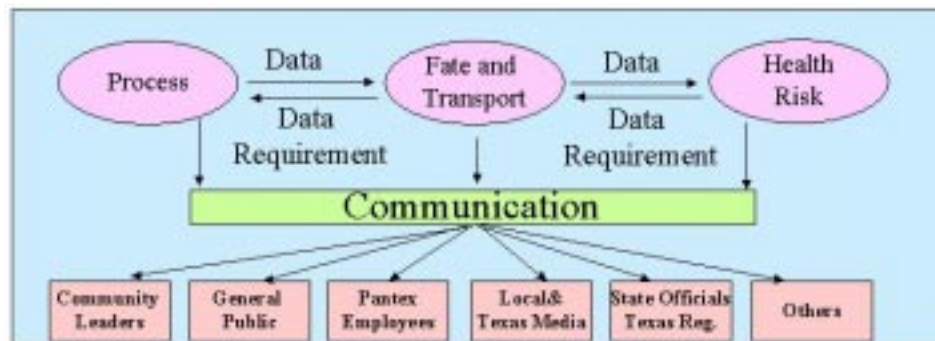 Process
Data
Fate and
Transport
Data
Health
Risk
Data
Requirement
Data
Requirement
Communication
Community
Leaders
General
Public
Pantex
Employees
Local&
Texas Media
State Officials
Texas Reg.
Others